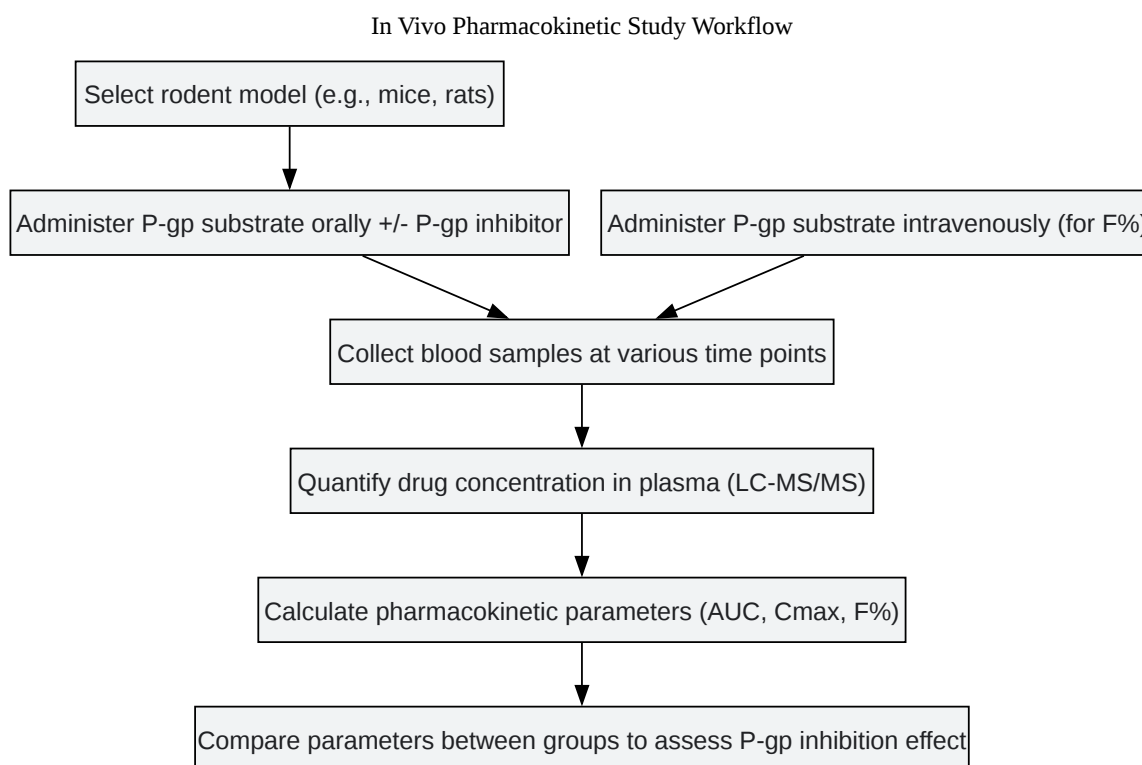 In Vivo Pharmacokinetic Study Workflow
Select rodent model (e.g., mice, rats)
Administer P-gp substrate orally +/- P-gp inhibitor
Administer P-gp substrate intravenously (for F%)
Collect blood samples at various time points
Quantify drug concentration in plasma (LC-MS/MS)
Calculate pharmacokinetic parameters (AUC, Cmax, F%)
Compare parameters between groups to assess P-gp inhibition effect